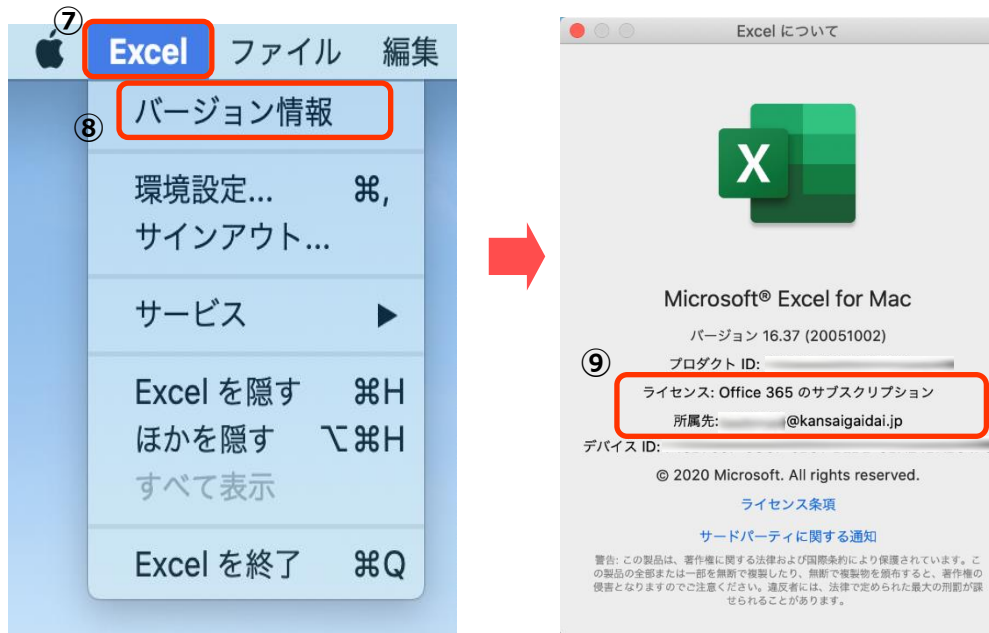 ⑦
Excel ファイル 編集
⑧
バージョン情報
環境設定... ⌘,
サインアウト...
サービス ▶
Excel を隠す ⌘H
ほかを隠す ⌥⌘H
すべて表示
Excel を終了 ⌘Q
Excel について
X
Microsoft® Excel for Mac
バージョン 16.37 (20051002)
プロダクト ID:
⑨
ライセンス: Office 365 のサブスクリプション
所属先: @kansaigaidai.jp
デバイス ID:
© 2020 Microsoft. All rights reserved.
ライセンス条項
サードパーティに関する通知
警告: この製品は、著作権に関する法律および国際条約により保護されています。こ
の製品の全部または一部を無断で複製したり、無断で複製物を頒布すると、著作権の
侵害となりますのでご注意ください。違反者には、法律で定められた最大の刑罰が課
せられることがあります。